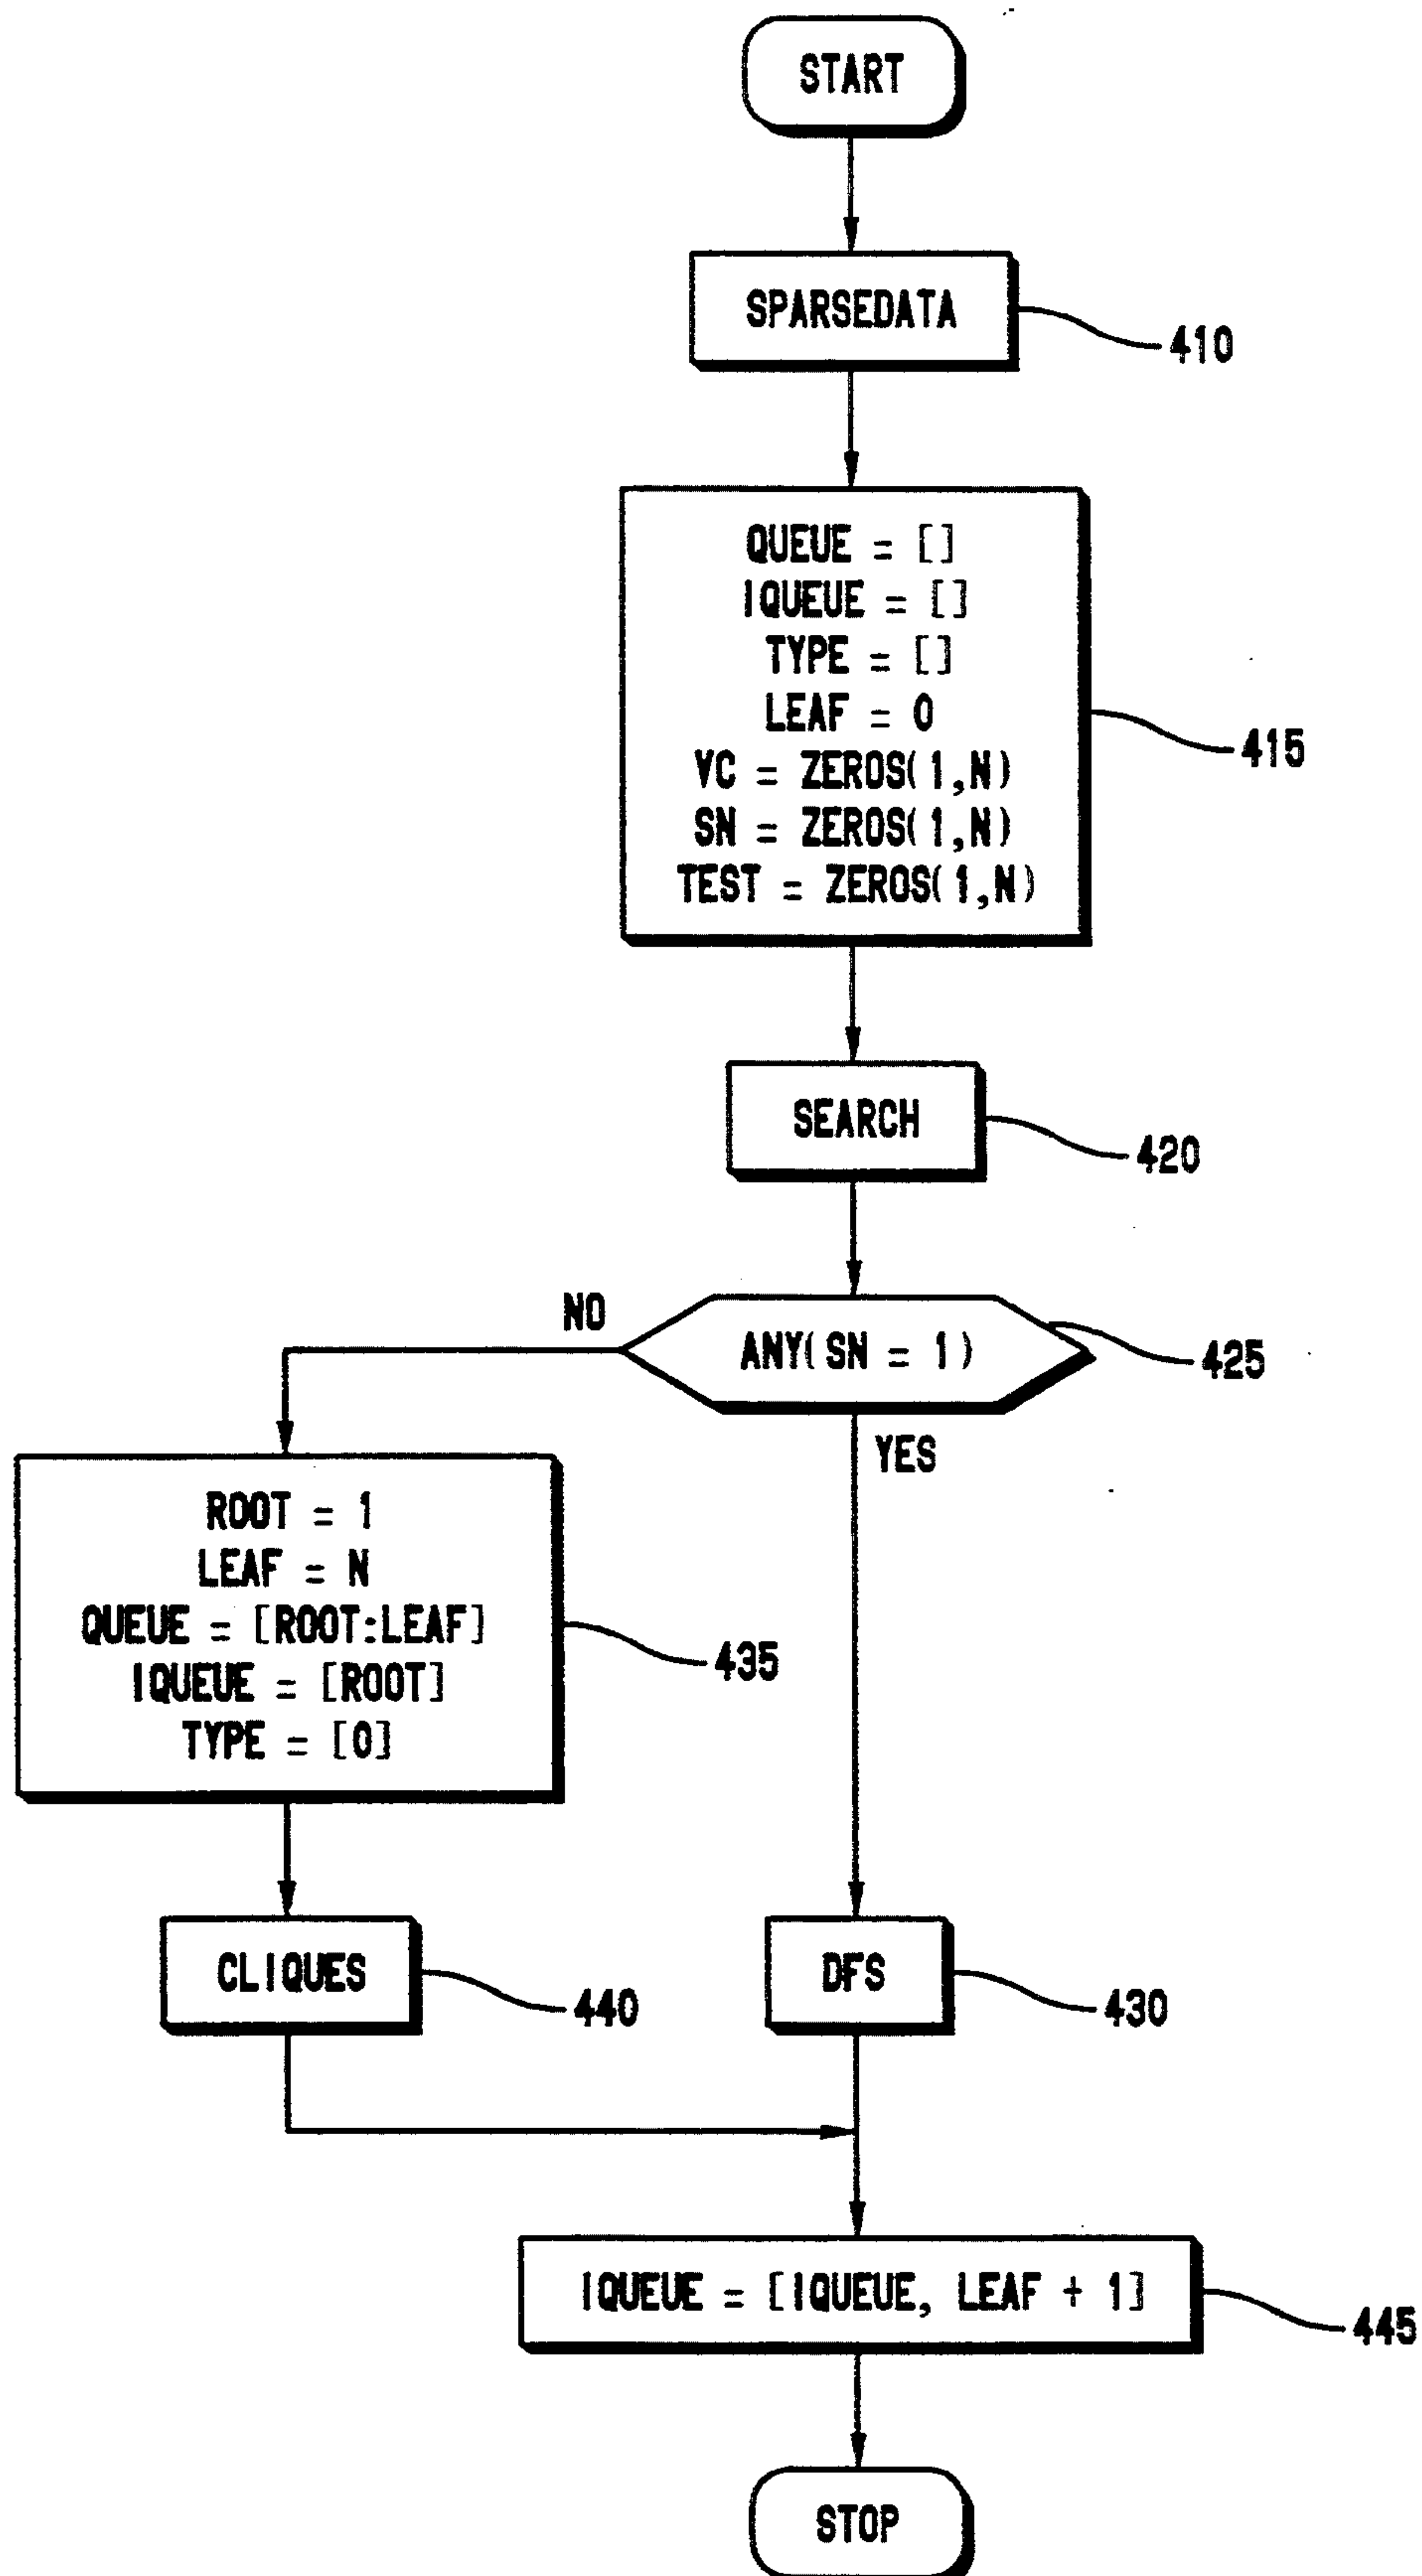 START
SPARSEDATA
410
QUEUE = []
IQUEUE = []
TYPE = []
LEAF = 0
VC = ZEROS(1,N)
SN = ZEROS(1,N)
TEST = ZEROS(1,N)
415
SEARCH
420
NO
ANY(SN = 1)
425
YES
ROOT = 1
LEAF = N
QUEUE = [ROOT:LEAF]
IQUEUE = [ROOT]
TYPE = [0]
435
CLIQUES
440
DFS
430
IQUEUE = [IQUEUE, LEAF + 1]
445
STOP